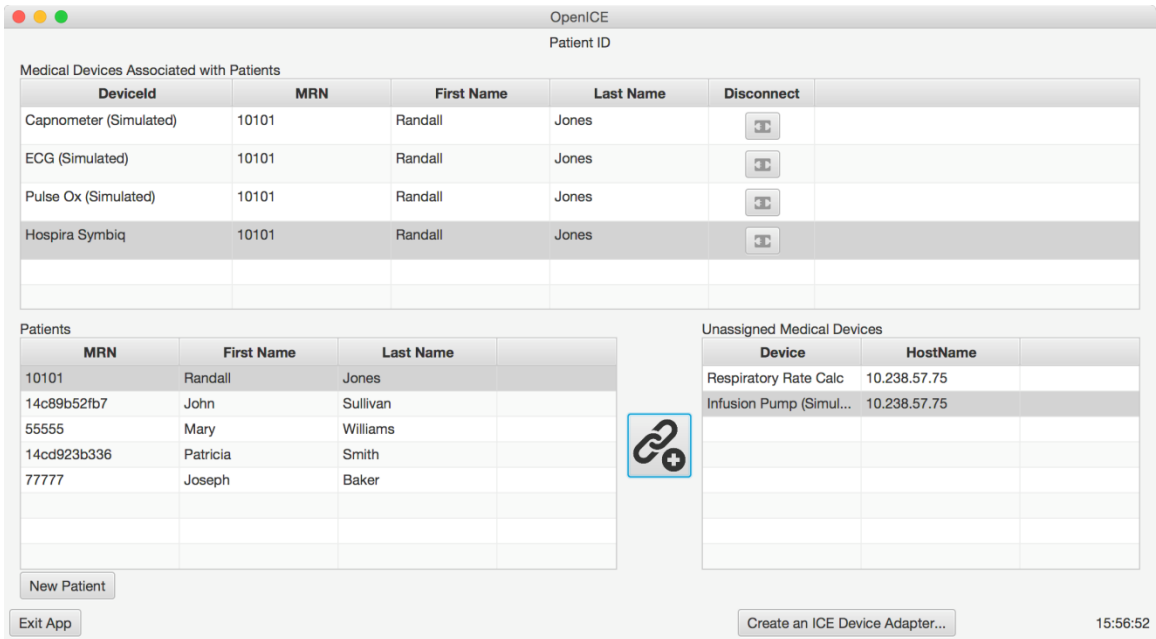 OpenICE
Patient ID
Medical Devices Associated with Patients
DeviceId MRN First Name Last Name Disconnect
Capnometer (Simulated) 10101 Randall Jones
ECG (Simulated) 10101 Randall Jones
Pulse Ox (Simulated) 10101 Randall Jones
Hospira Symbiq 10101 Randall Jones
Patients
MRN First Name Last Name
10101 Randall Jones
14c89b52fb7 John Sullivan
55555 Mary Williams
14cd923b336 Patricia Smith
77777 Joseph Baker
Unassigned Medical Devices
Device HostName
Respiratory Rate Calc 10.238.57.75
Infusion Pump (Simul... 10.238.57.75
New Patient
Exit App
Create an ICE Device Adapter...
15:56:52